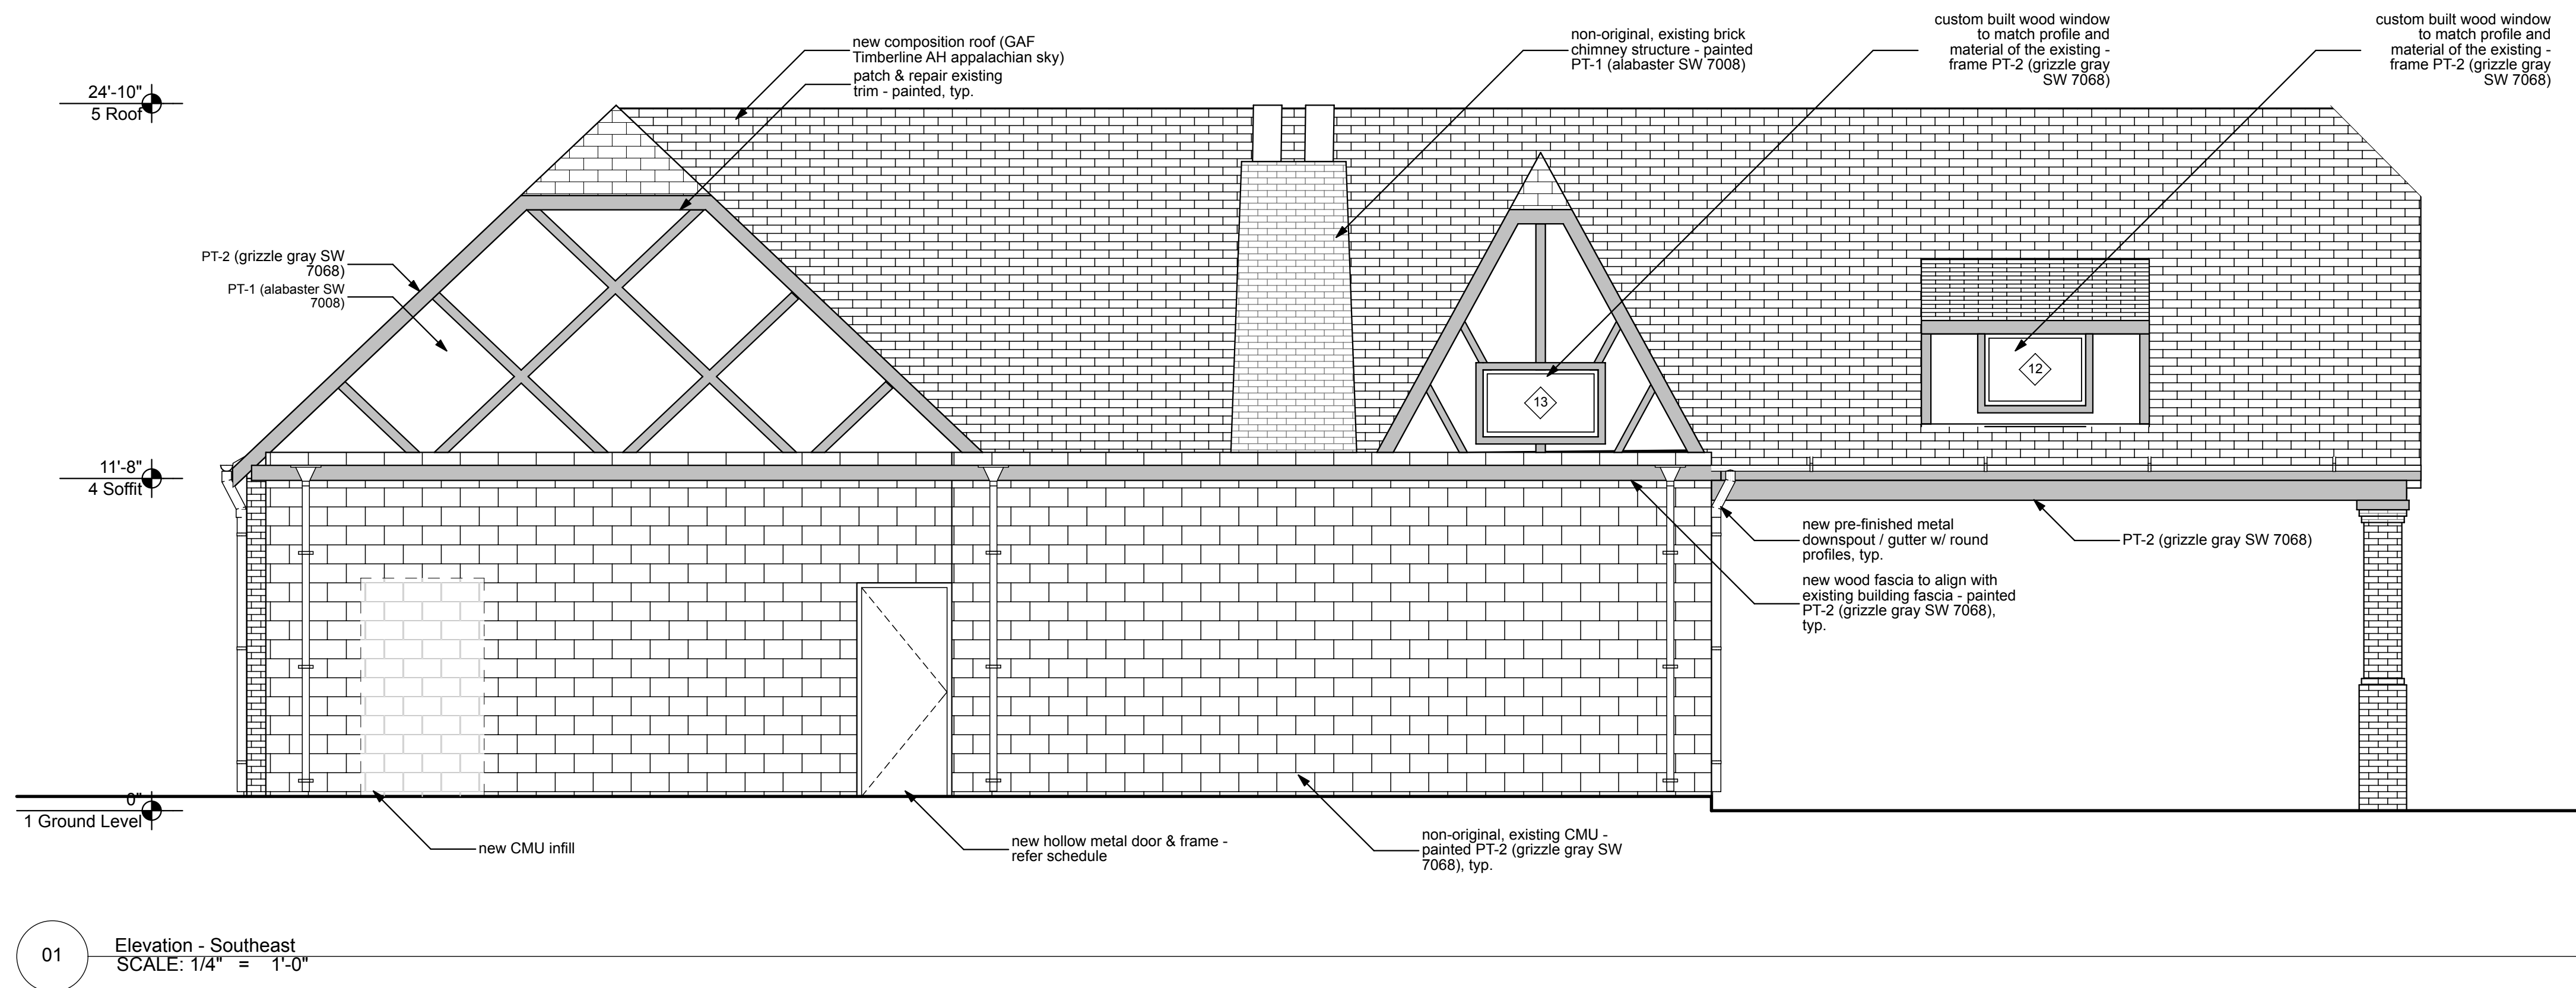 new composition roof (GAF
Timberline AH appalachian sky)
patch & repair existing
trim - painted, typ.
non-original, existing brick
chimney structure - painted
PT-1 (alabaster SW 7008)
custom built wood window
to match profile and
material of the existing -
frame PT-2 (grizzle gray
SW 7068)
custom built wood window
to match profile and
material of the existing -
frame PT-2 (grizzle gray
SW 7068)
24'-10"
5 Roof
PT-2 (grizzle gray SW
7068)
PT-1 (alabaster SW
7008)
12
13
11'-8"
4 Soffit
new pre-finished metal
downspout / gutter w/ round
profiles, typ.
PT-2 (grizzle gray SW 7068)
new wood fascia to align with
existing building fascia - painted
PT-2 (grizzle gray SW 7068),
typ.
0"
1 Ground Level
new CMU infill
new hollow metal door & frame -
refer schedule
non-original, existing CMU -
painted PT-2 (grizzle gray SW
7068), typ.
01
Elevation - Southeast
SCALE: 1/4" = 1'-0"